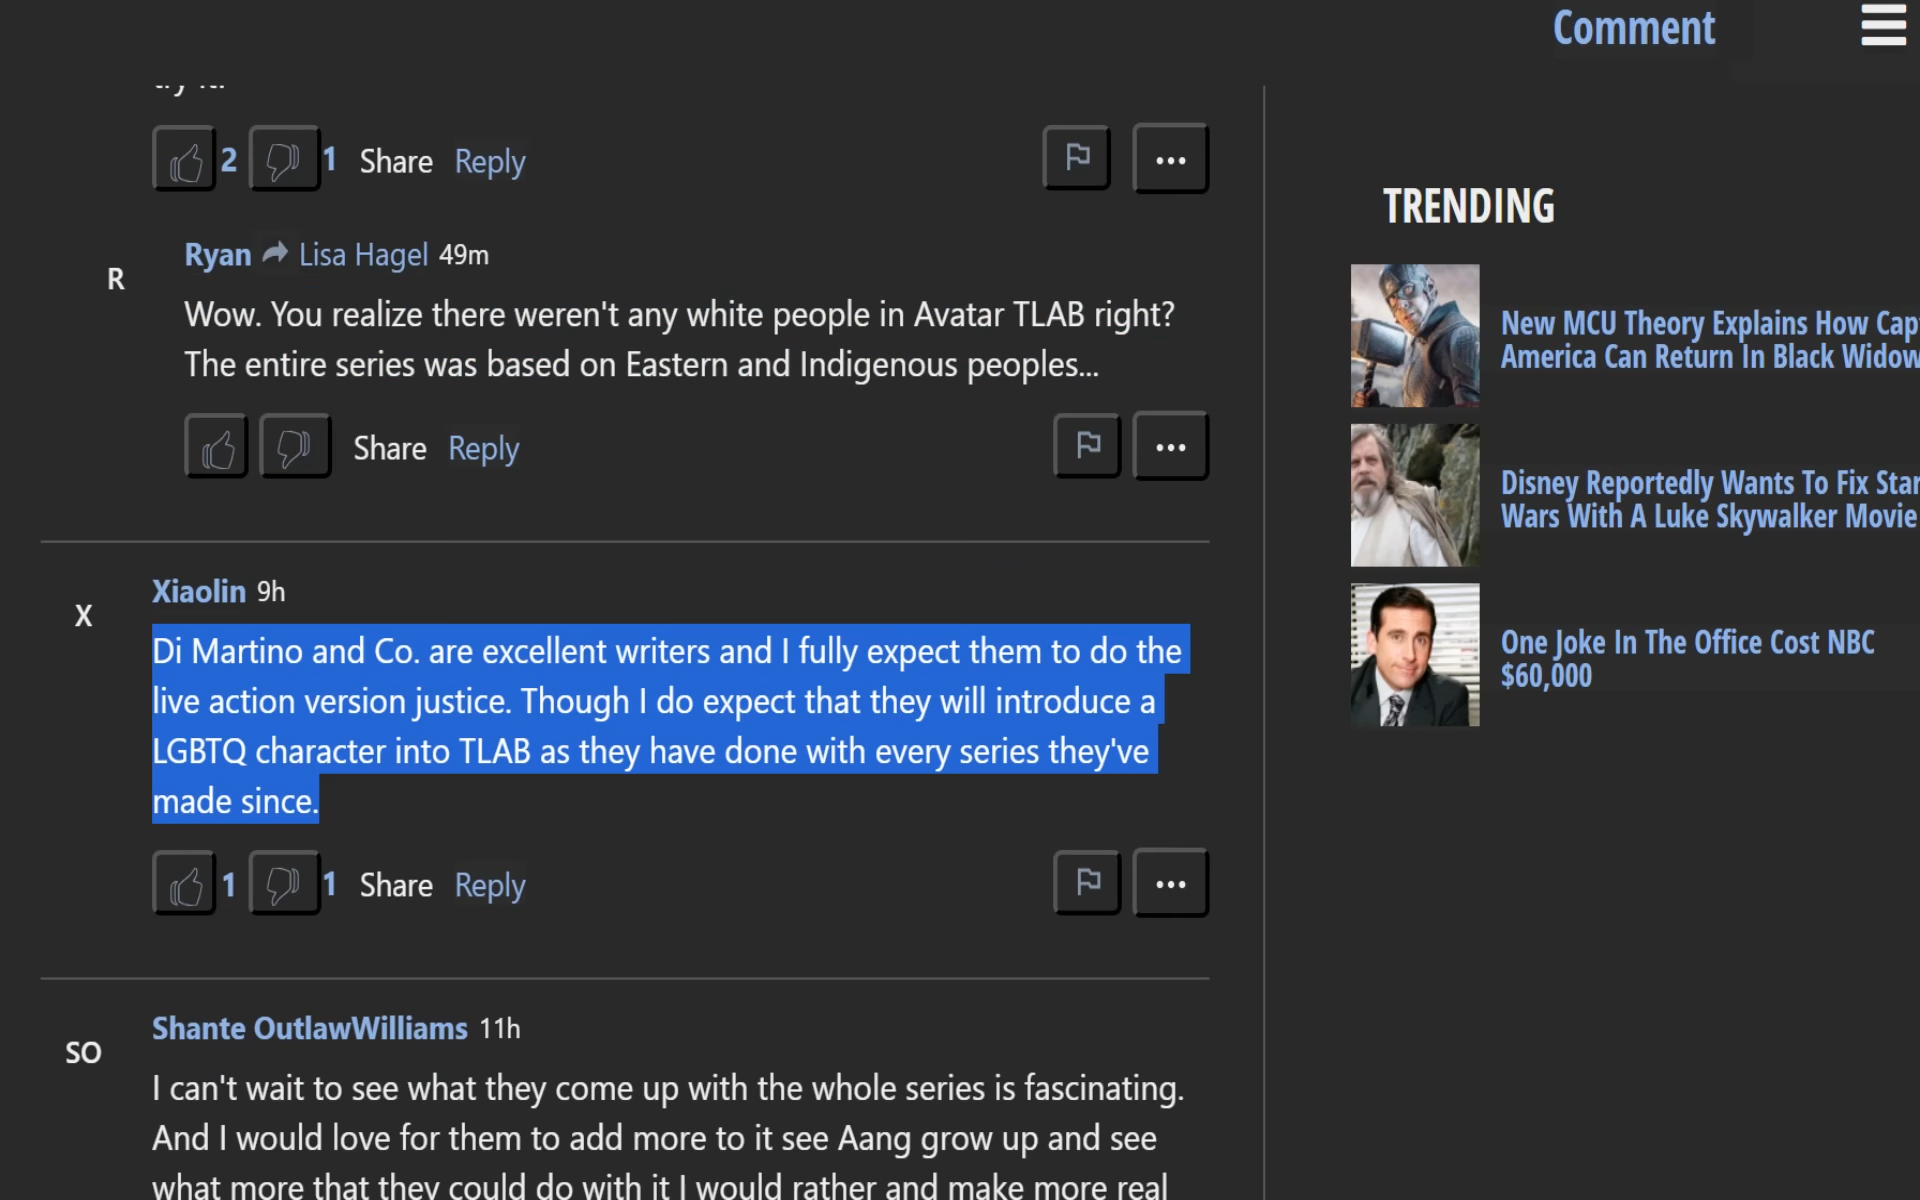 Comment
2 1 Share Reply
R
Ryan Lisa Hagel 49m
Wow. You realize there weren't any white people in Avatar TLAB right?
The entire series was based on Eastern and Indigenous peoples...
Share Reply
X
Xiaolin 9h
Di Martino and Co. are excellent writers and I fully expect them to do the
live action version justice. Though I do expect that they will introduce a
LGBTQ character into TLAB as they have done with every series they've
made since.
1 1 Share Reply
SO
Shante OutlawWilliams 11h
I can't wait to see what they come up with the whole series is fascinating.
And I would love for them to add more to it see Aang grow up and see
what more that they could do with it I would rather and make more real
TRENDING
New MCU Theory Explains How
America Can Return In Black Widow
Disney Reportedly Wants To Fix Star
Wars With A Luke Skywalker Movie
One Joke In The Office Cost NBC
$60,000